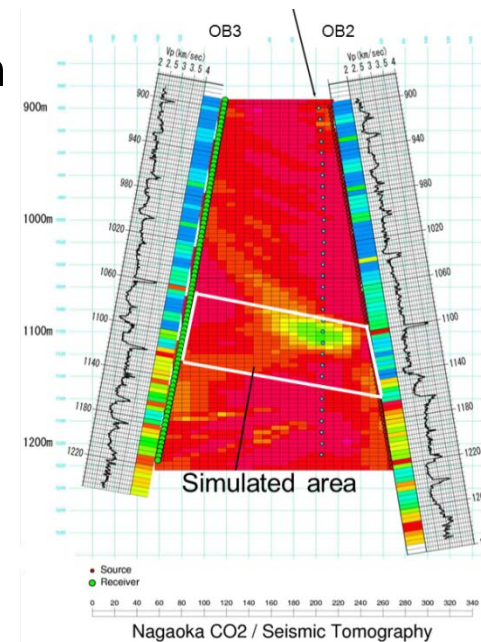 n
OB3 OB2
Vp(km/sec)
2 2.5 3 3.5 4
Vp(km/sec)
2 2.5 3 3.5 4
900m
1000m
1100m
1200m
900
940
980
1020
1060
1100
1140
1180
1220
900
940
980
1020
1060
1100
1140
1180
1220
Simulated area
Source
Receiver
0 20 40 60 80 100 120 140 160 180 200 220 240 260 280 300 320 340
Nagaoka CO2 / Seismic Tomography